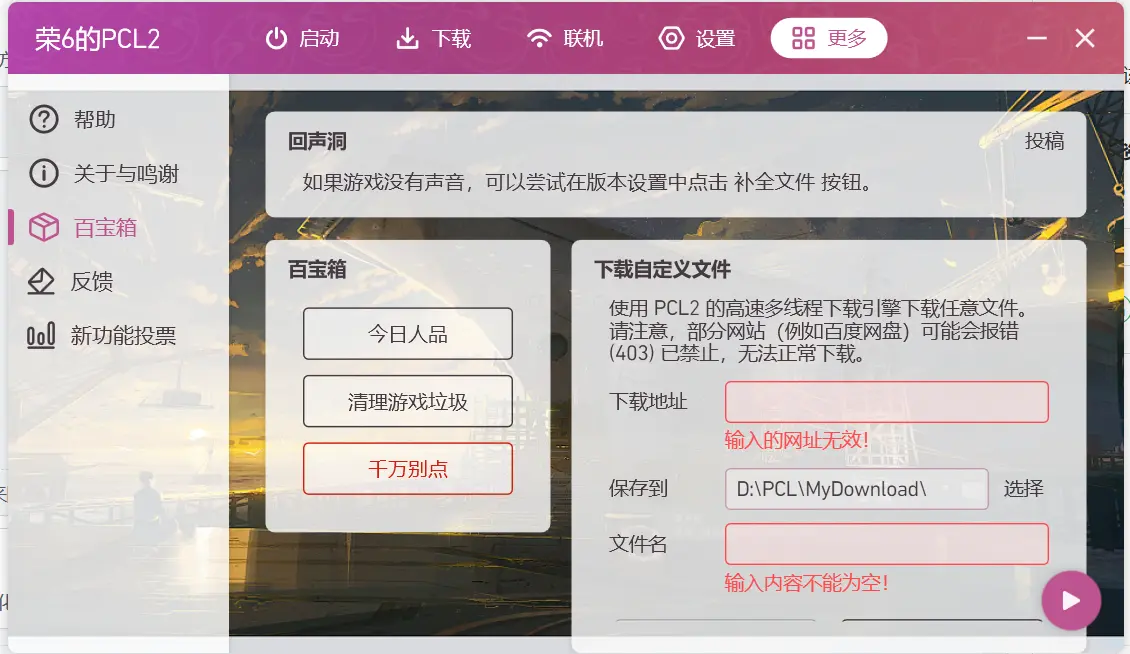 荣6的PCL2
启动
下载
联机
设置
更多
帮助
关于与鸣谢
百宝箱
反馈
新功能投票
回声洞
投稿
如果游戏没有声音，可以尝试在版本设置中点击 补全文件 按钮。
百宝箱
今日人品
清理游戏垃圾
千万别点
下载自定义文件
使用 PCL2 的高速多线程下载引擎下载任意文件。
请注意，部分网站（例如百度网盘）可能会报错
(403) 已禁止，无法正常下载。
下载地址
输入的网址无效！
保存到
D:\PCL\MyDownload\
选择
文件名
输入内容不能为空！